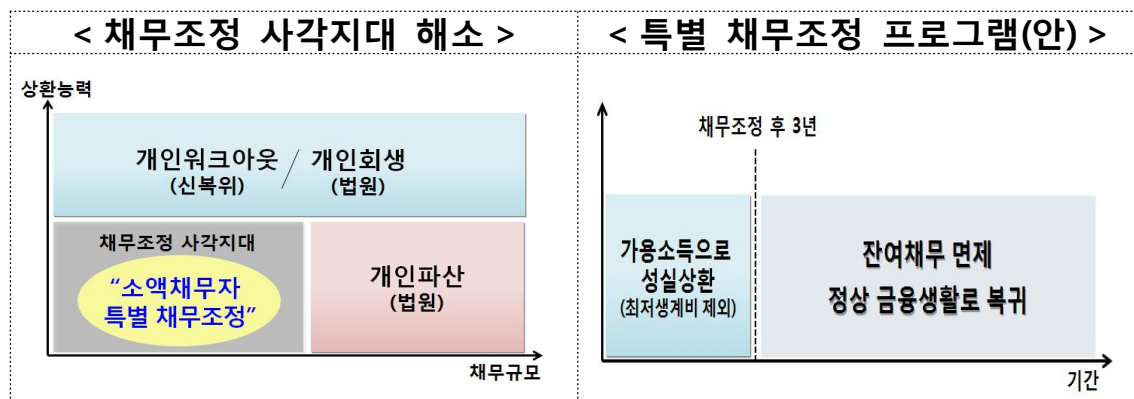 < 채무조정 사각지대 해소 >
상환능력
개인워크아웃 / 개인회생
(신복위) (법원)
채무조정 사각지대
“소액채무자
특별 채무조정”
개인파산
(법원)
채무규모
< 특별 채무조정 프로그램(안) >
채무조정 후 3년
가용소득으로
성실상환
(최저생계비 제외)
잔여채무 면제
정상 금융생활로 복귀
기간